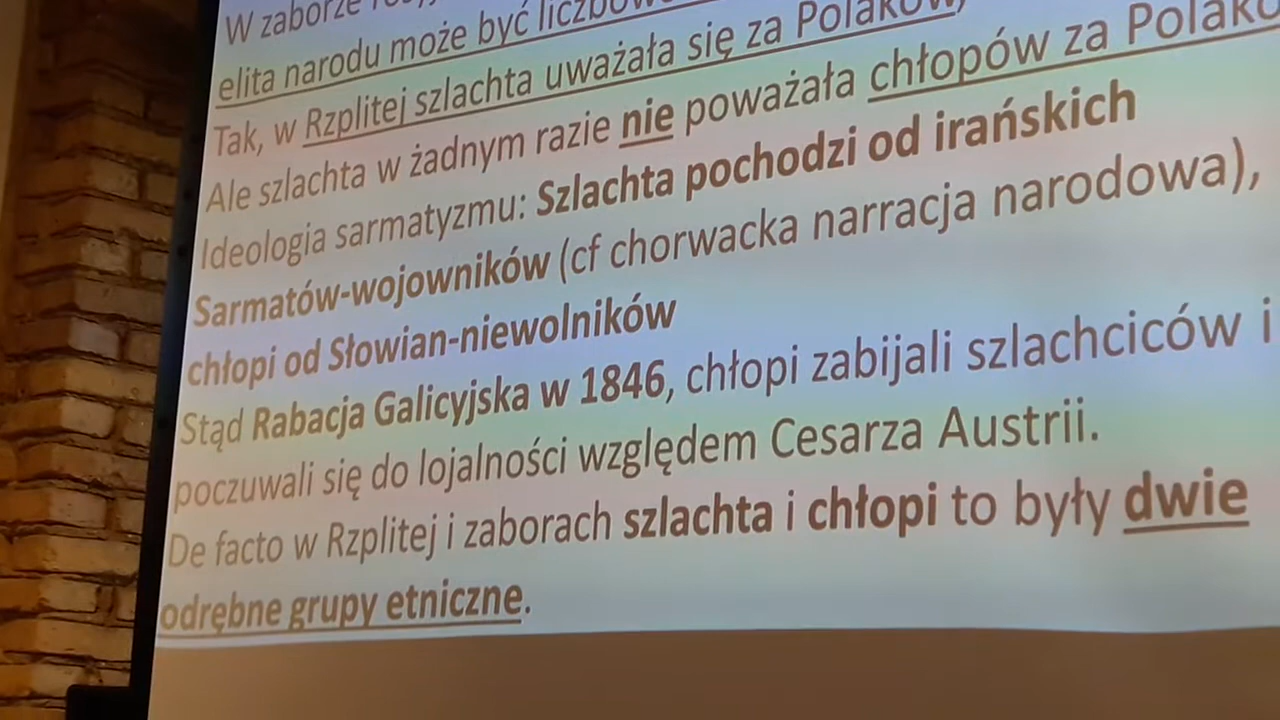 W zaborze
elita narodu może być
Tak, w Rzplitej szlachta uważała się za Polaków,
Ale szlachta w żadnym razie nie poważała chłopów za
Ideologia sarmatyzmu: Szlachta pochodzi od irańskich
Sarmatów-wojowników (cf chorwacka narracja narodowa),
chłopi od Słowian-niewolników
Stąd Rabacja Galicyjska w 1846, chłopi zabijali szlachciców i
poczuwali się do lojalności względem Cesarza Austrii.
De facto w Rzplitej i zaborach szlachta i chłopi to były dwie
odrębne grupy etniczne.